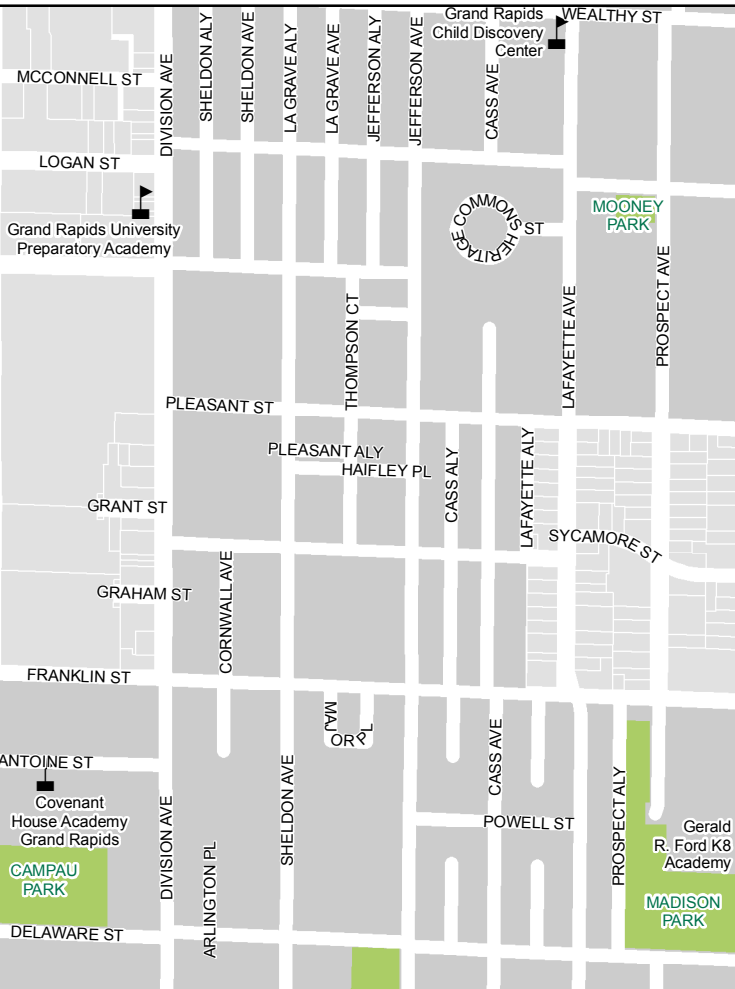 Grand Rapids
Child Discovery
Center
WEALTHY ST
MCCONNELL ST
DIVISION AVE
SHELDON ALY
SHELDON AVE
LA GRAVE ALY
LA GRAVE AVE
JEFFERSON ALY
JEFFERSON AVE
CASS AVE
LOGAN ST
Grand Rapids University
Preparatory Academy
HERITAGE COMMONS ST
MOONEY
PARK
PROSPECT AVE
LAFAYETTE AVE
THOMPSON CT
PLEASANT ST
PLEASANT ALY
HAIFLEY PL
CASS ALY
LAFAYETTE ALY
GRANT ST
SYCAMORE ST
GRAHAM ST
CORNWALL AVE
FRANKLIN ST
MAJOR PL
CASS AVE
ANTOINE ST
Covenant
House Academy
Grand Rapids
SHELDON AVE
DIVISION AVE
ARLINGTON PL
POWELL ST
PROSPECT ALY
Gerald
R. Ford K8
Academy
CAMPAU
PARK
MADISON
PARK
DELAWARE ST